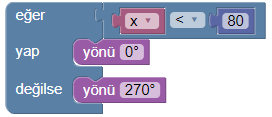 eğer x < 80
yap yönü 0°
değilse yönü 270°